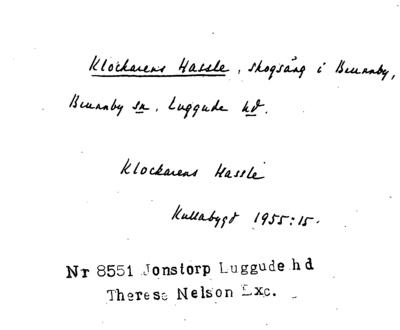 Klockarens Hassle, skogsäng i Brunnby,
Brunnby sn, Luggude hd.
Klockarens Hassle
Kullabygd 1955:15.
Nr 8551 Jonstorp Luggude hd
Therese Nelson Exc.